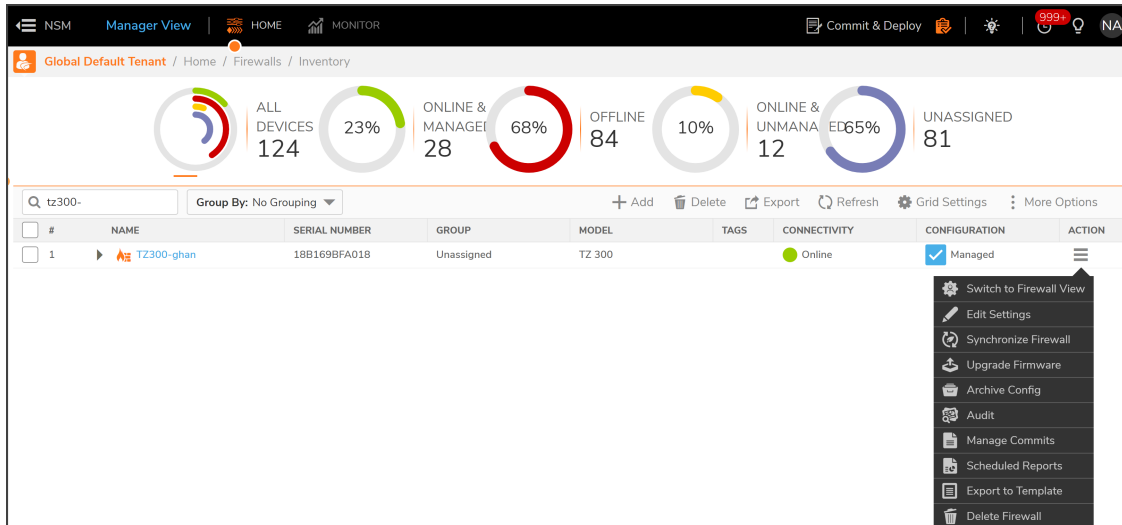 NSM Manager View HOME MONITOR Commit & Deploy 999+ NA
Global Default Tenant / Home / Firewalls / Inventory
ALL DEVICES 124
23%
ONLINE & MANAGED 28
68%
OFFLINE 84
10%
ONLINE & UNMANA ED 12
65%
UNASSIGNED 81
tz300- Group By: No Grouping Add Delete Export Refresh Grid Settings More Options
# NAME SERIAL NUMBER GROUP MODEL TAGS CONNECTIVITY CONFIGURATION ACTION
1 TZ300-ghan 18B169BFA018 Unassigned TZ 300 Online Managed
Switch to Firewall View
Edit Settings
Synchronize Firewall
Upgrade Firmware
Archive Config
Audit
Manage Commits
Scheduled Reports
Export to Template
Delete Firewall